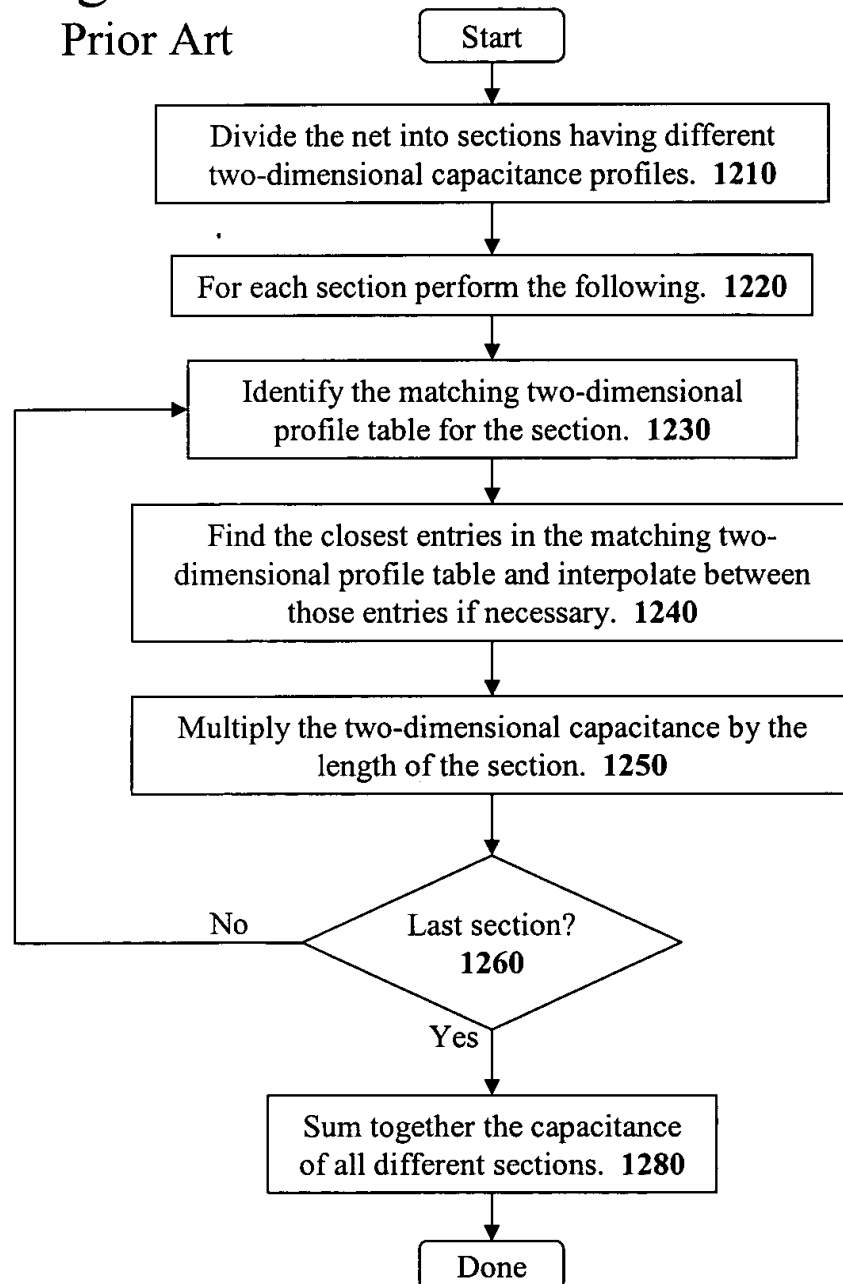 Prior Art
Start
Divide the net into sections having different
two-dimensional capacitance profiles. 1210
For each section perform the following. 1220
Identify the matching two-dimensional
profile table for the section. 1230
Find the closest entries in the matching two-
dimensional profile table and interpolate between
those entries if necessary. 1240
Multiply the two-dimensional capacitance by the
length of the section. 1250
Last section?
1260
No
Yes
Sum together the capacitance
of all different sections. 1280
Done